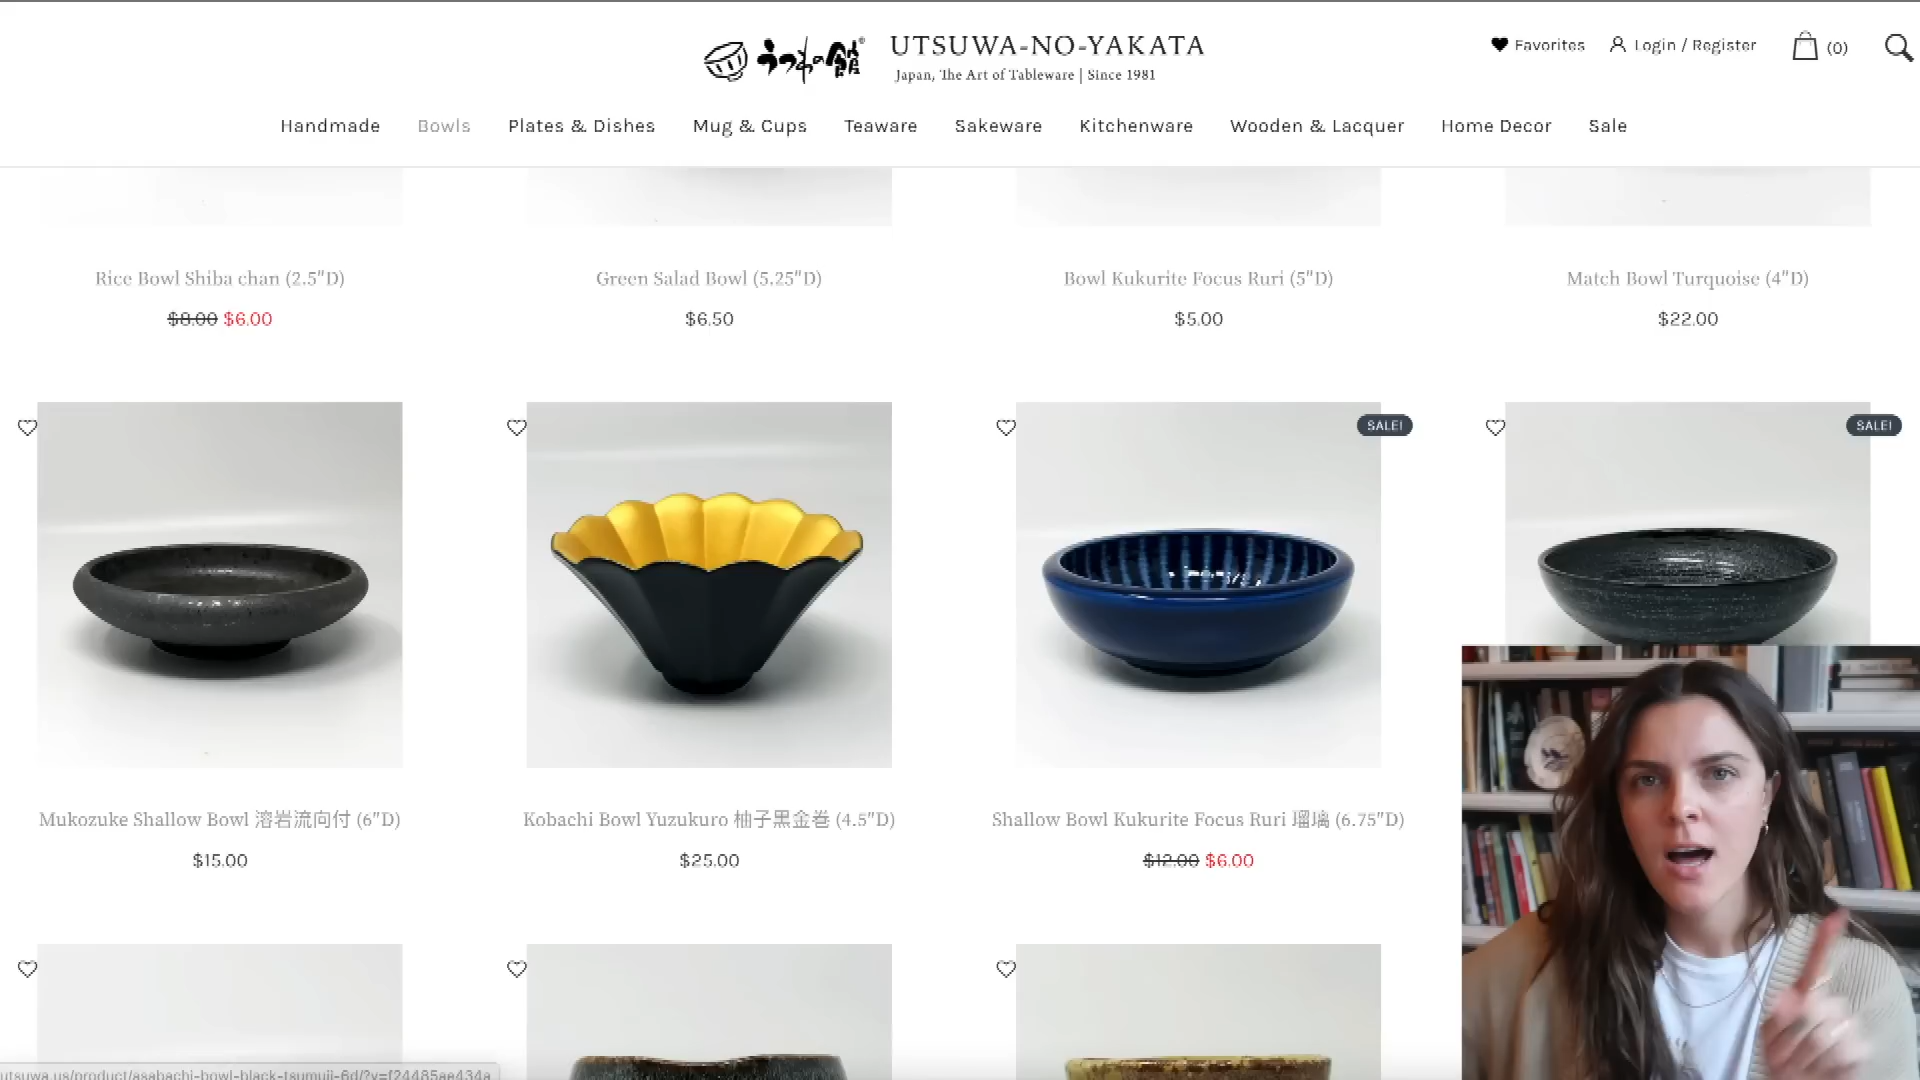 うつわの館®
UTSUWA-NO-YAKATA
Japan, The Art of Tableware | Since 1981
Favorites
Login / Register
(0)
Handmade
Bowls
Plates & Dishes
Mug & Cups
Teaware
Sakeware
Kitchenware
Wooden & Lacquer
Home Decor
Sale
Rice Bowl Shiba chan (2.5"D)
$8.00 $6.00
Green Salad Bowl (5.25"D)
$6.50
Bowl Kukurite Focus Ruri (5"D)
$5.00
Match Bowl Turquoise (4"D)
$22.00
SALE!
SALE!
Mukozuke Shallow Bowl 溶岩流向付 (6"D)
$15.00
Kobachi Bowl Yuzukuro 柚子黒金巻 (4.5"D)
$25.00
Shallow Bowl Kukurite Focus Ruri 瑠璃 (6.75"D)
$12.00 $6.00
utsuwa.us/product/asabachi-bowl-black-tsumuji-6d/?v=f24485ae434a